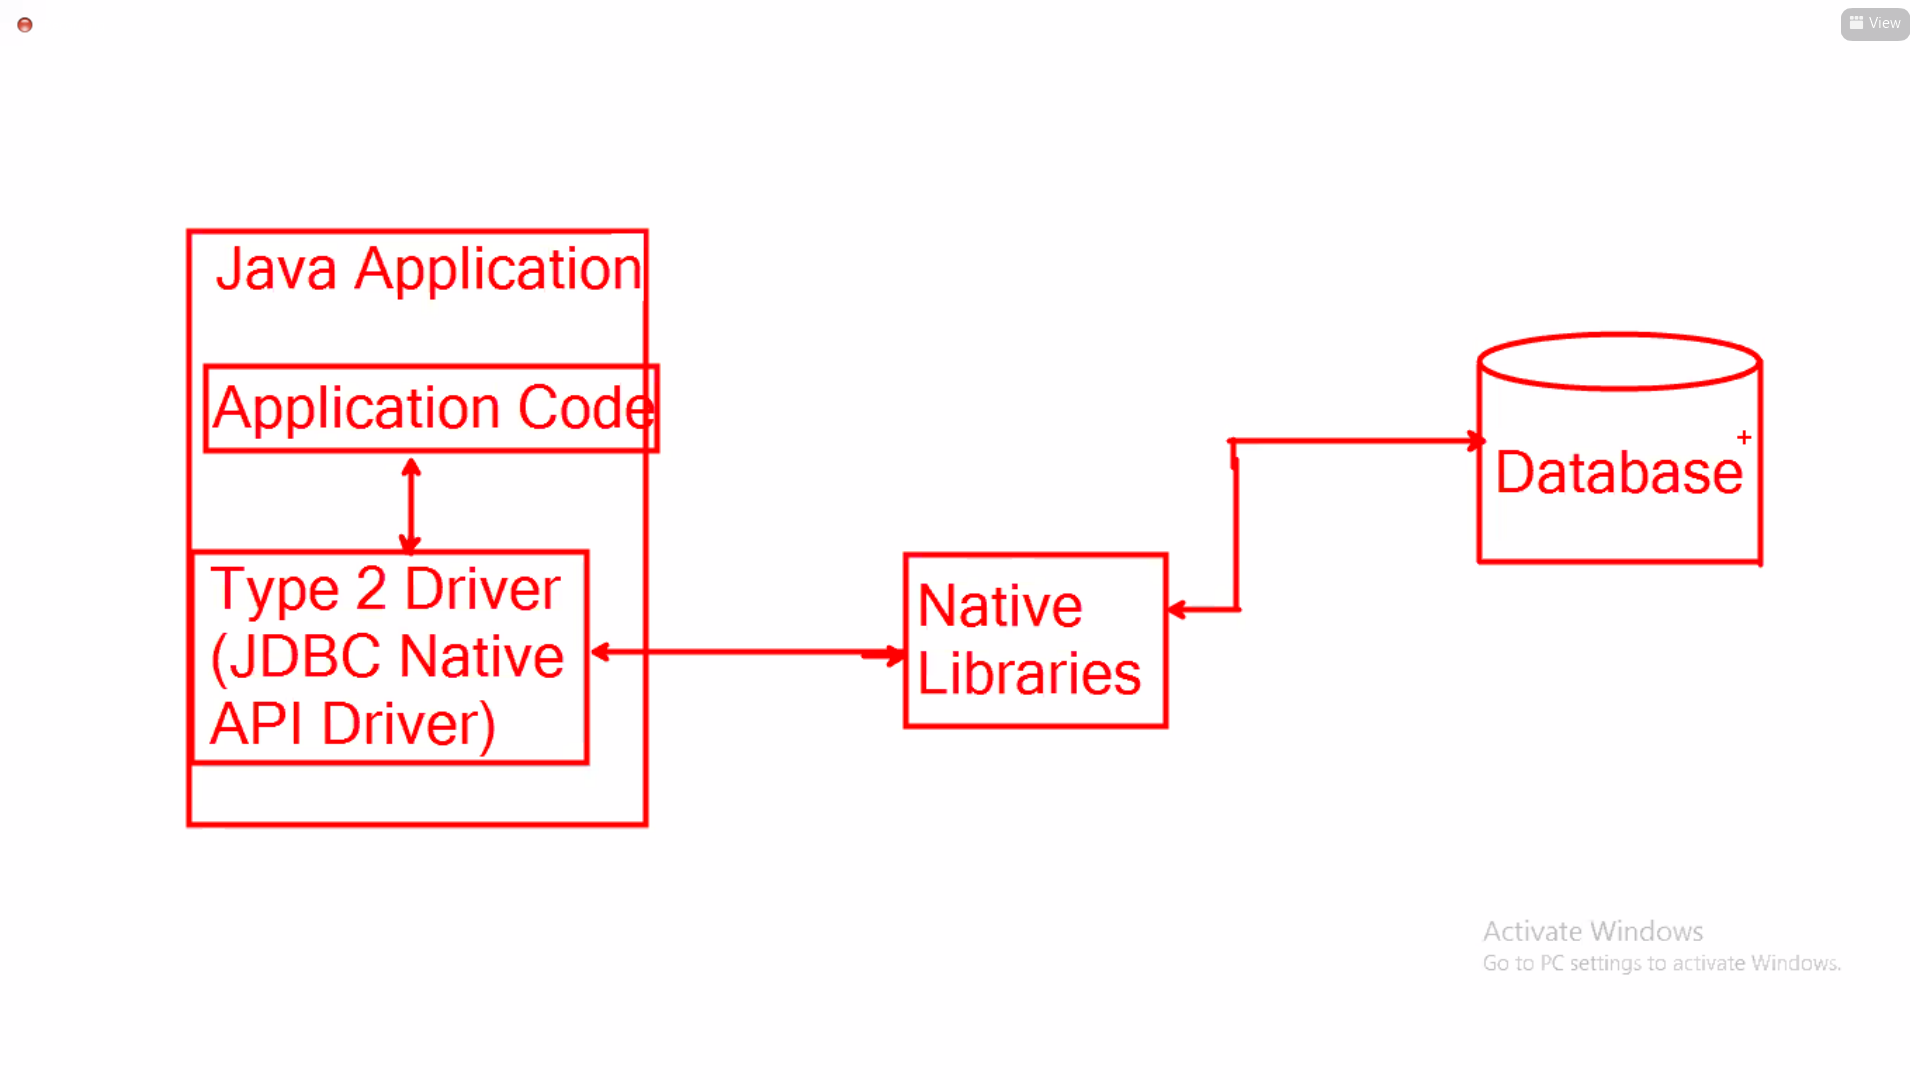 View
Java Application
Application Code
Type 2 Driver
(JDBC Native
API Driver)
Native
Libraries
Database
Activate Windows
Go to PC settings to activate Windows.